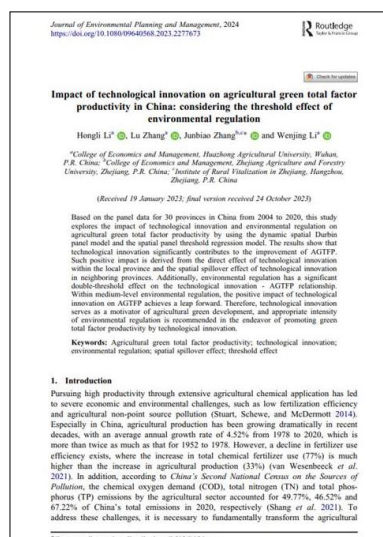 Journal of Environmental Planning and Management, 2024
https://doi.org/10.1080/09640568.2023.2277673
Routledge
Taylor & Francis Group
Check for updates
Impact of technological innovation on agricultural green total factor
productivity in China: considering the threshold effect of
environmental regulation
Hongli Liᵃ, Lu Zhangᵃ, Junbiao Zhangᵇ,ᶜ* and Wenjing Liᵃ
ᵃCollege of Economics and Management, Huazhong Agricultural University, Wuhan,
P.R. China; ᵇCollege of Economics and Management, Zhejiang Agriculture and Forestry
University, Zhejiang, P.R. China; ᶜInstitute of Rural Vitalization in Zhejiang, Hangzhou,
Zhejiang, P.R. China
(Received 19 January 2023; final version received 24 October 2023)
Based on the panel data for 30 provinces in China from 2004 to 2020, this study
explores the impact of technological innovation and environmental regulation on
agricultural green total factor productivity by using the dynamic spatial Durbin
panel model and the spatial panel threshold regression model. The results show that
technological innovation significantly contributes to the improvement of AGTFP.
Such positive impact is derived from the direct effect of technological innovation
within the local province and the spatial spillover effect of technological innovation
in neighboring provinces. Additionally, environmental regulation has a significant
double-threshold effect on the technological innovation - AGTFP relationship.
Within medium-level environmental regulation, the positive impact of technological
innovation on AGTFP achieves a leap forward. Therefore, technological innovation
serves as a motivator of agricultural green development, and appropriate intensity
of environmental regulation is recommended in the endeavor of promoting green
total factor productivity by technological innovation.
Keywords: Agricultural green total factor productivity; technological innovation;
environmental regulation; spatial spillover effect; threshold effect
1. Introduction
Pursuing high productivity through extensive agricultural chemical application has led
to severe economic and environmental challenges, such as low fertilization efficiency
and agricultural non-point source pollution (Stuart, Schewe, and McDermott 2014).
Especially in China, agricultural production has been growing dramatically in recent
decades, with an average annual growth rate of 4.52% from 1978 to 2020, which is
more than twice as much as that for 1952 to 1978. However, a decline in fertilizer use
efficiency exists, where the increase in total chemical fertilizer use (77%) is much
higher than the increase in agricultural production (33%) (van Wesenbeeck et al.
2021). In addition, according to China's Second National Census on the Sources of
Pollution, the chemical oxygen demand (COD), total nitrogen (TN) and total phos-
phorus (TP) emissions by the agricultural sector accounted for 49.77%, 46.52% and
67.22% of China's total emissions in 2020, respectively (Shang et al. 2021). To
address these challenges, it is necessary to fundamentally transform the agricultural